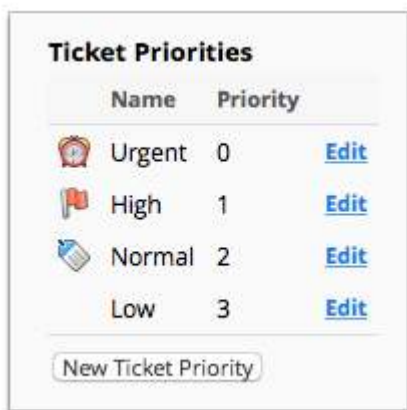 Ticket Priorities
Name Priority
Urgent 0 Edit
High 1 Edit
Normal 2 Edit
Low 3 Edit
New Ticket Priority